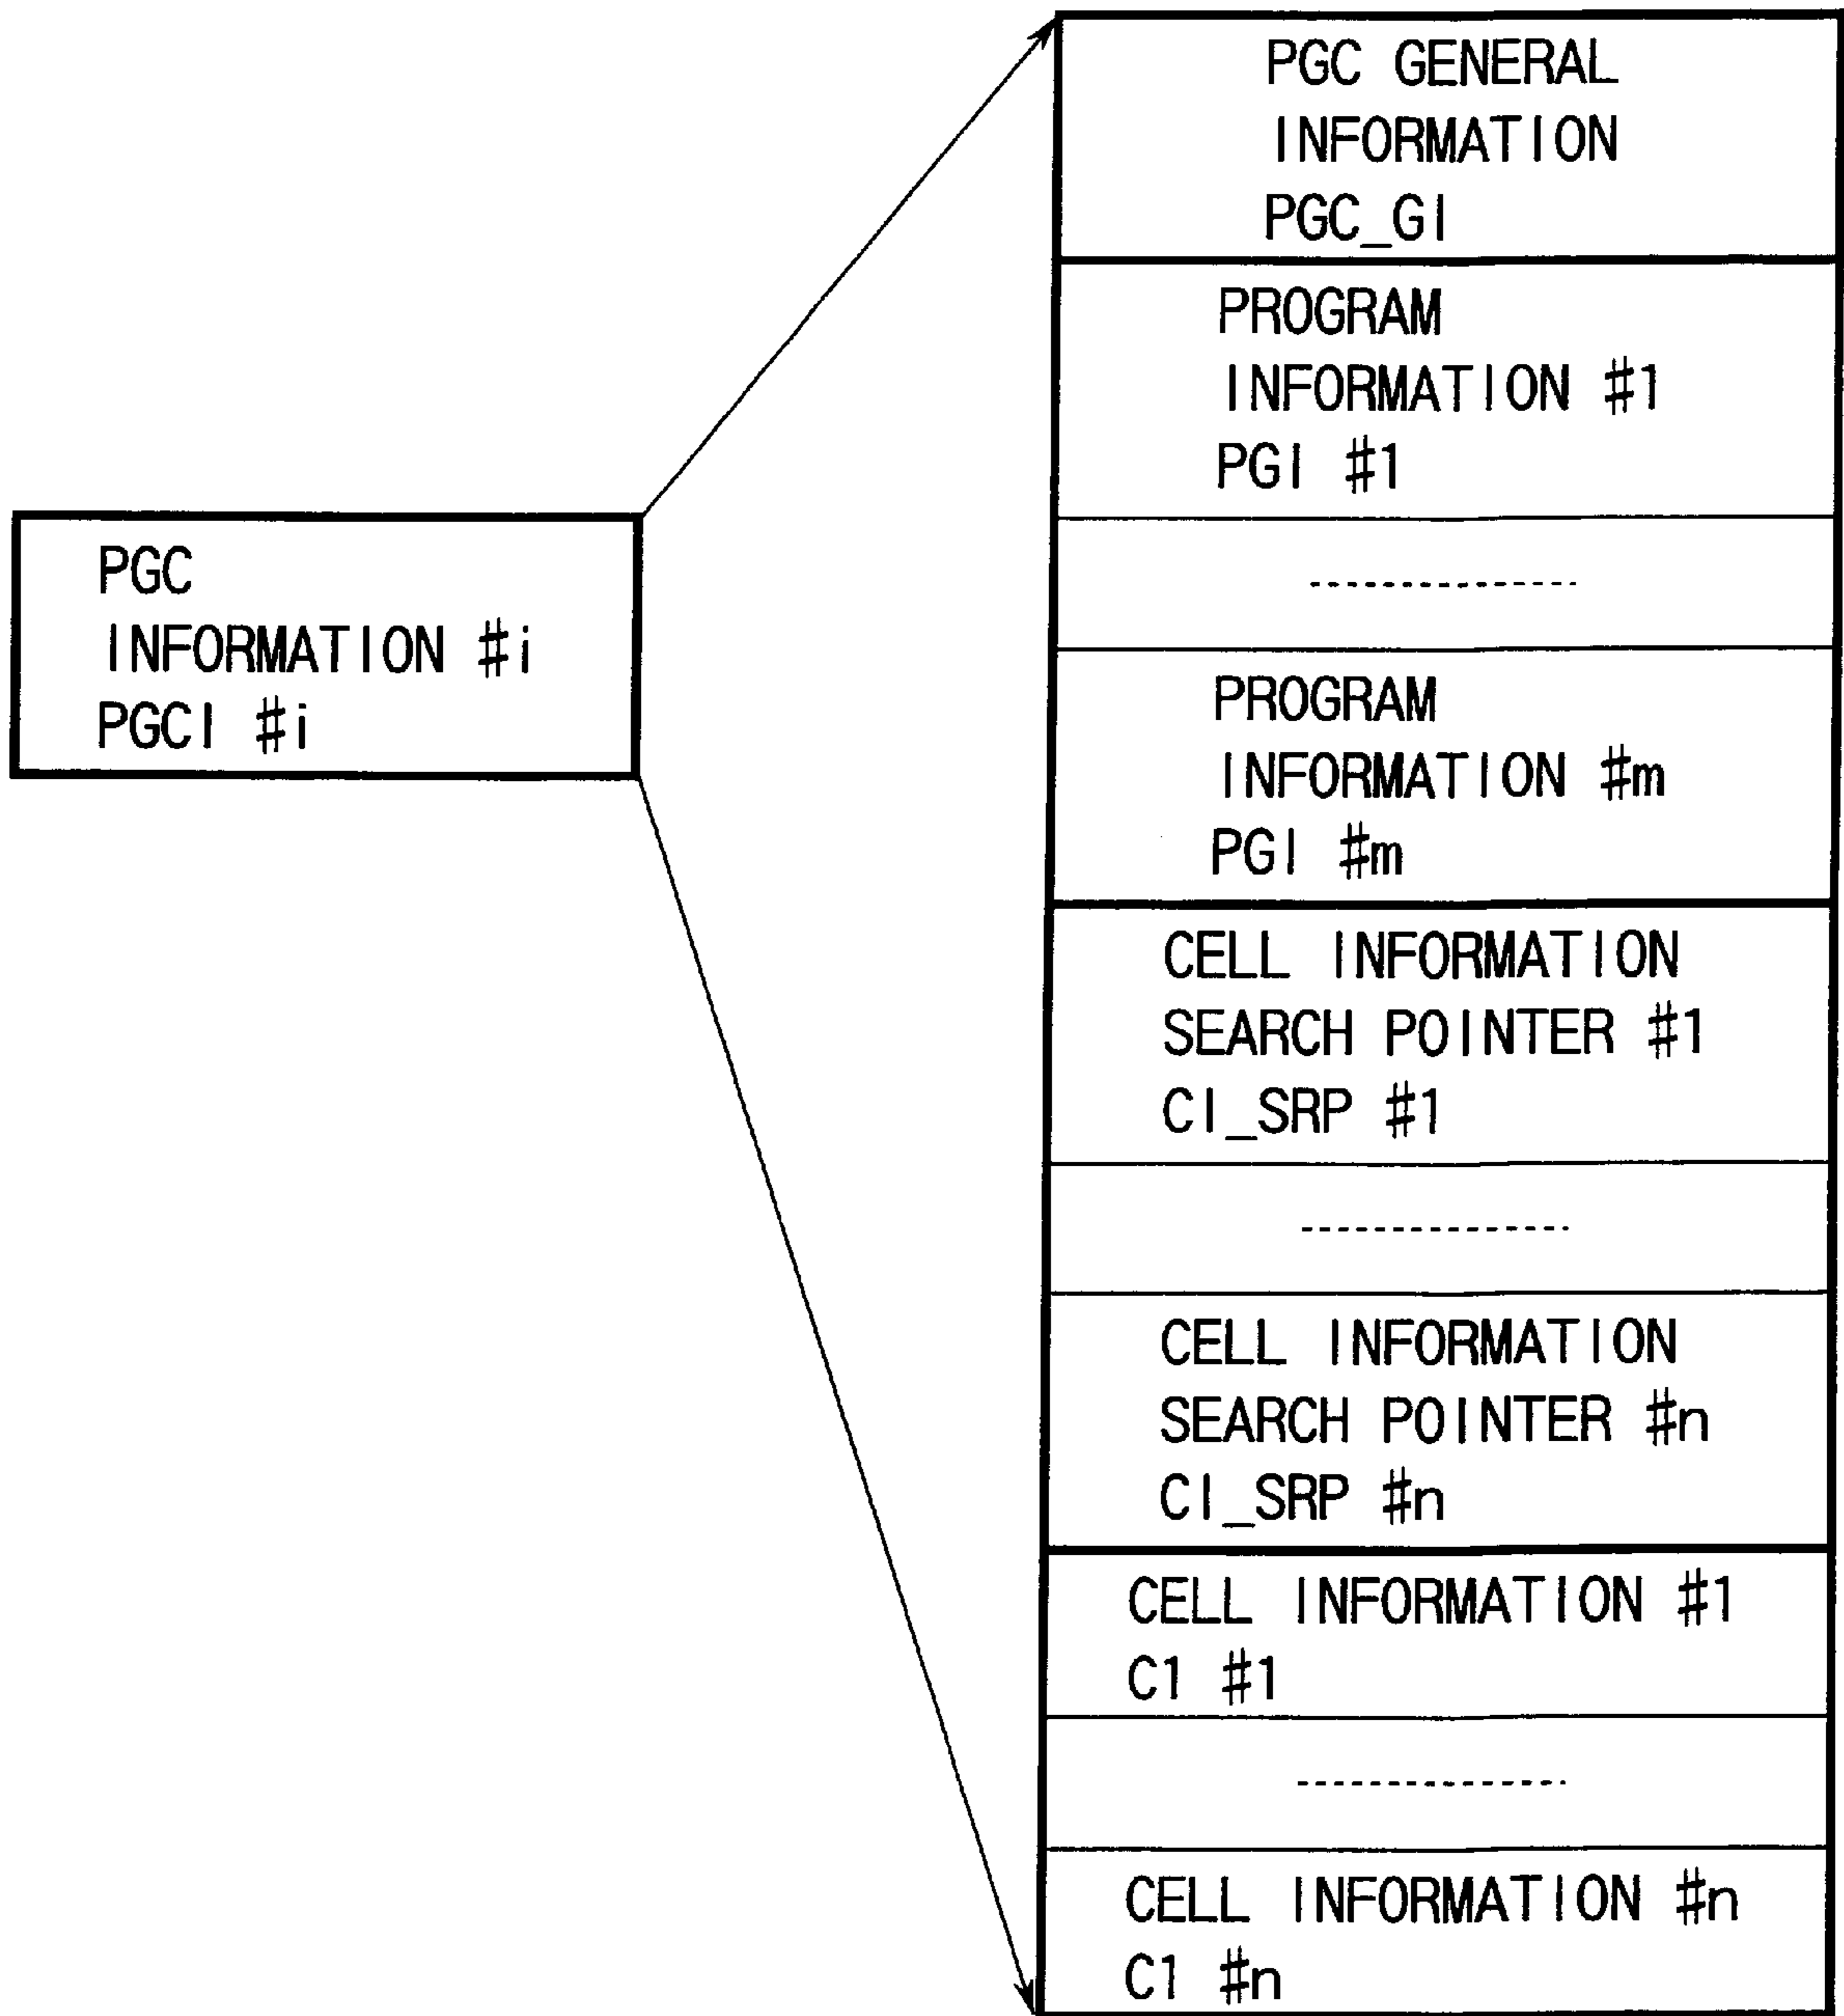 PGC GENERAL
INFORMATION
PGC_GI
PROGRAM
INFORMATION #1
PGI #1
PGC
INFORMATION #i
PGCI #i
PROGRAM
INFORMATION #m
PGI #m
CELL INFORMATION
SEARCH POINTER #1
CI_SRP #1
CELL INFORMATION
SEARCH POINTER #n
CI_SRP #n
CELL INFORMATION #1
C1 #1
CELL INFORMATION #n
C1 #n